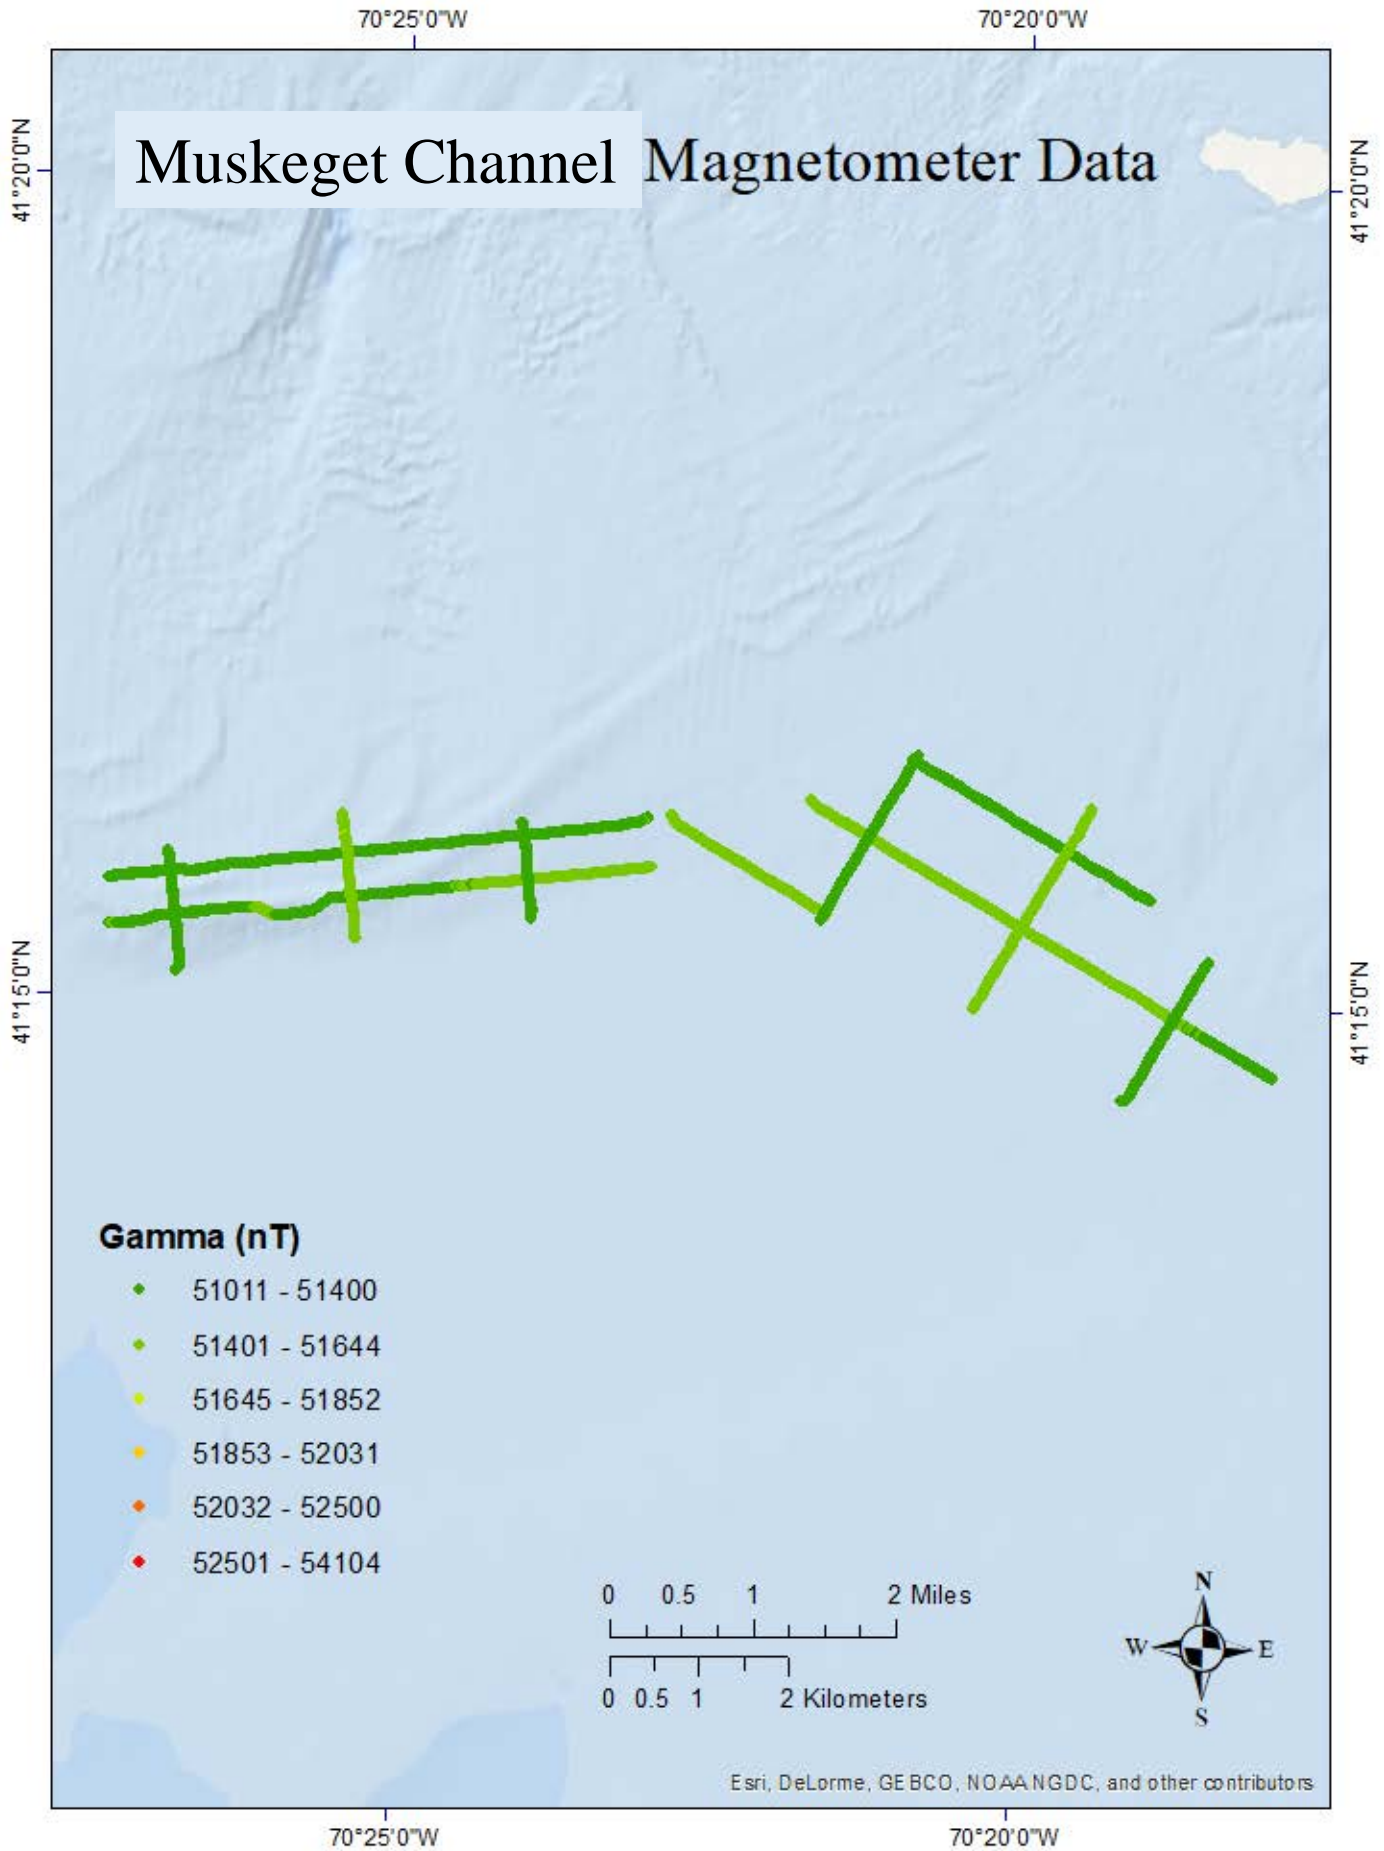 70°25'0"W 70°20'0"W
41°20'0"N
41°20'0"N
Muskeget Channel Magnetometer Data
41°15'0"N
41°15'0"N
Gamma (nT)
51011 - 51400
51401 - 51644
51645 - 51852
51853 - 52031
52032 - 52500
52501 - 54104
0 0.5 1 2 Miles
0 0.5 1 2 Kilometers
N
W E
S
Esri, DeLorme, GEBCO, NOAA NGDC, and other contributors
70°25'0"W 70°20'0"W